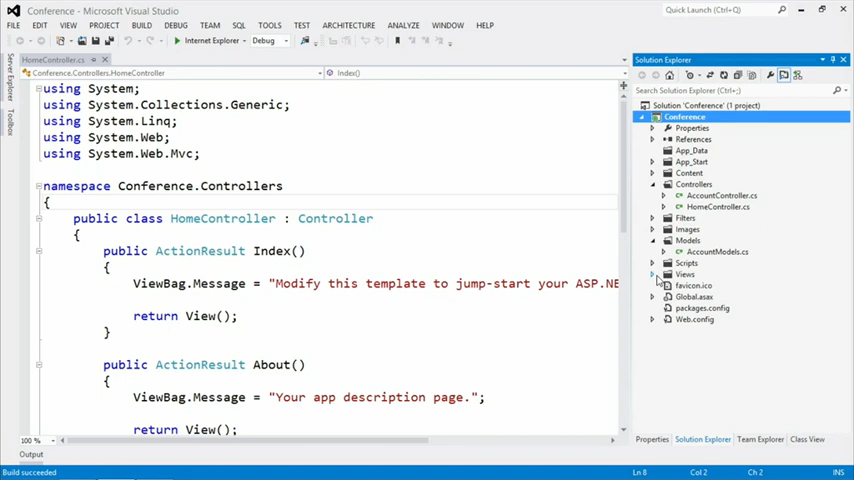 Conference - Microsoft Visual Studio
Quick Launch (Ctrl+Q)
FILE EDIT VIEW PROJECT BUILD DEBUG TEAM SQL TOOLS TEST ARCHITECTURE ANALYZE WINDOW HELP
Internet Explorer Debug
Server Explorer
Toolbox
HomeController.cs
Conference.Controllers.HomeController
Index()
using System;
using System.Collections.Generic;
using System.Linq;
using System.Web;
using System.Web.Mvc;
namespace Conference.Controllers
{
public class HomeController : Controller
{
public ActionResult Index()
{
ViewBag.Message = "Modify this template to jump-start your ASP.NE
return View();
}
public ActionResult About()
{
ViewBag.Message = "Your app description page.";
return View();
100 %
Output
Solution Explorer
Search Solution Explorer (Ctrl+;)
Solution 'Conference' (1 project)
Conference
Properties
References
App_Data
App_Start
Content
Controllers
AccountController.cs
HomeController.cs
Filters
Images
Models
AccountModels.cs
Scripts
Views
favicon.ico
Global.asax
packages.config
Web.config
Properties Solution Explorer Team Explorer Class View
Build succeeded
Ln 8 Col 2 Ch 2 INS